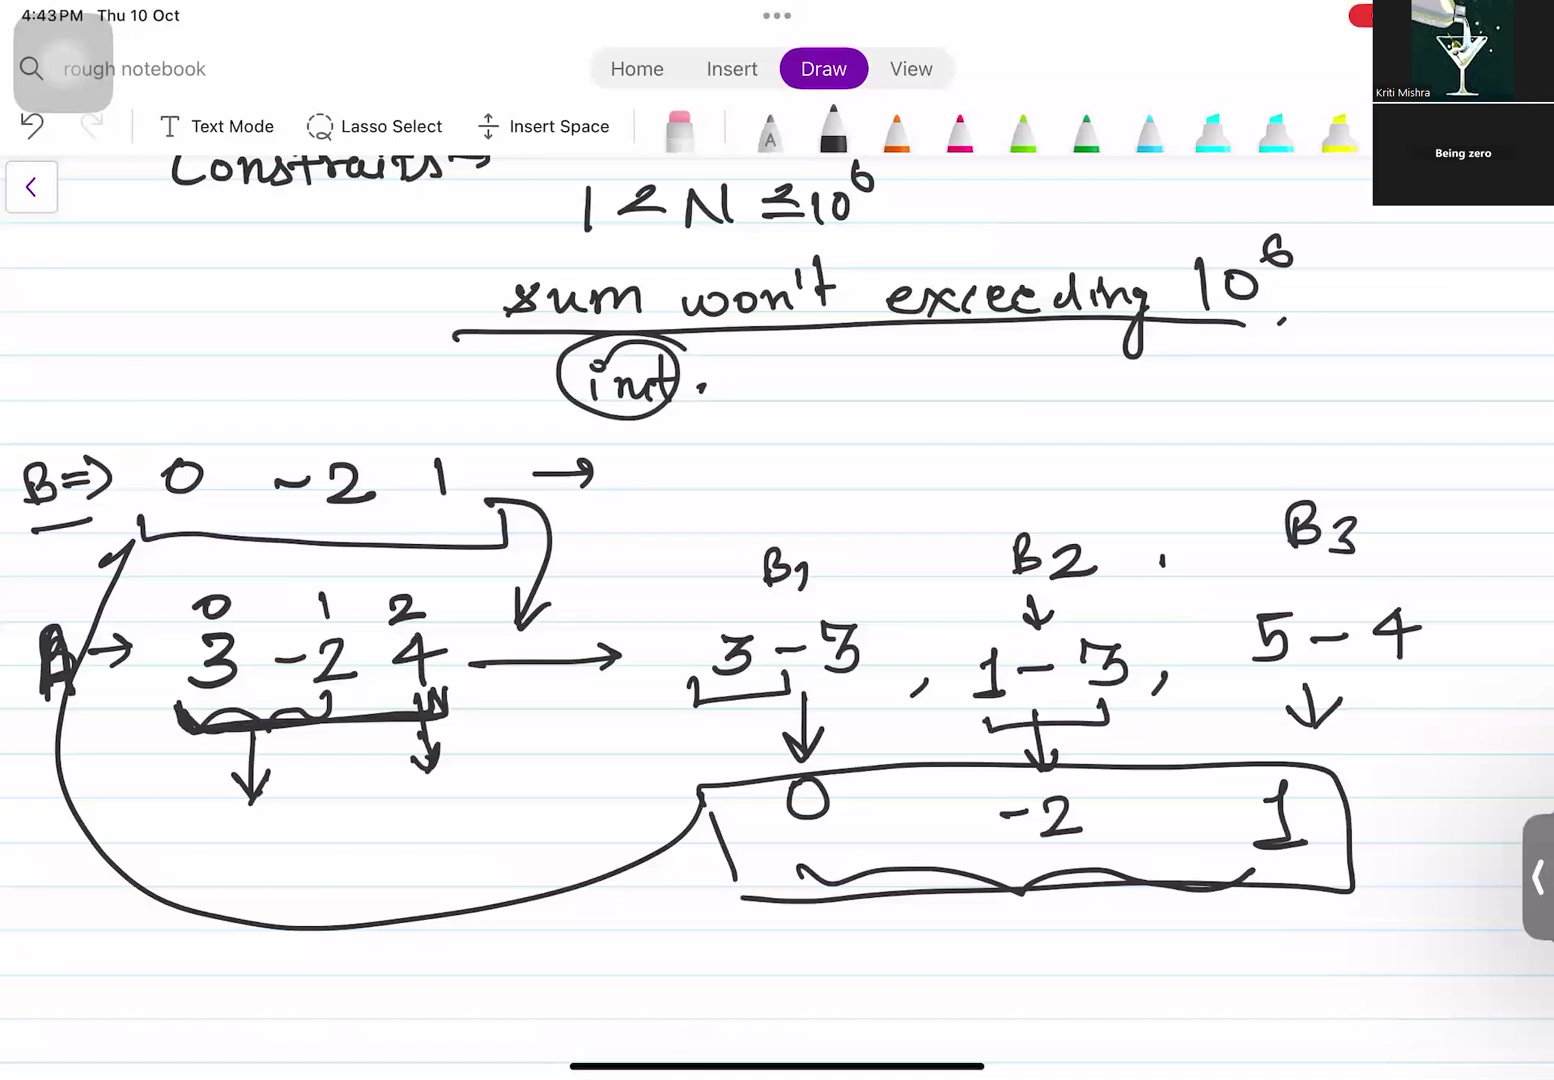 4:43 PM Thu 10 Oct
rough notebook
Home Insert Draw View
Text Mode Lasso Select Insert Space
Kriti Mishra
Being zero
Constraits →
1 < N ≤ 10^6
sum won't exceeding 10^6.
int.
B => 0 -2 1 →
B1 B2 . B3
0 1 2
A → 3 -2 4 → 3 - 3 , 1 - 3 , 5 - 4
N
0 -2 1